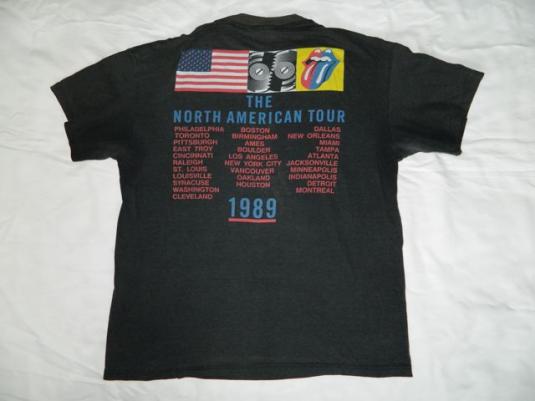 THE
NORTH AMERICAN TOUR
PHILADELPHIA BOSTON DALLAS
TORONTO BIRMINGHAM NEW ORLEANS
PITTSBURGH AMES MIAMI
EAST TROY BOULDER TAMPA
CINCINNATI LOS ANGELES ATLANTA
RALEIGH NEW YORK CITY JACKSONVILLE
ST. LOUIS VANCOUVER MINNEAPOLIS
LOUISVILLE OAKLAND INDIANAPOLIS
SYRACUSE HOUSTON DETROIT
WASHINGTON MONTREAL
CLEVELAND
1989